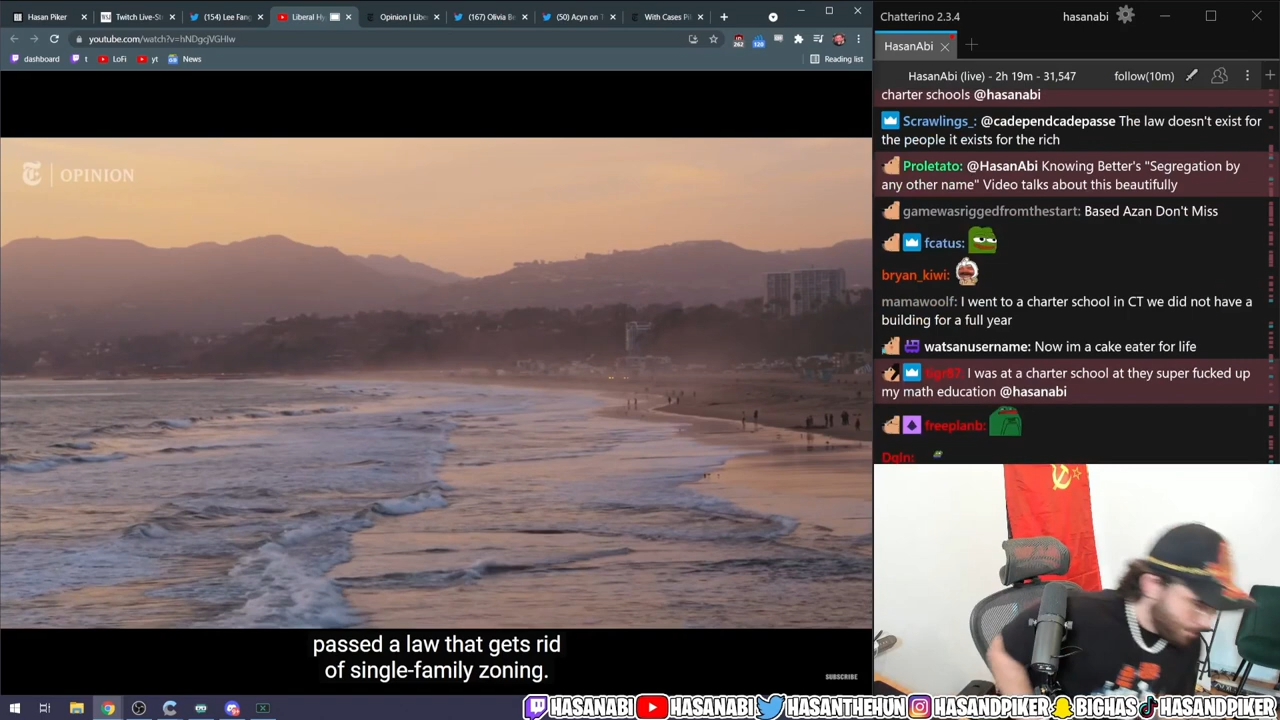 Hasan Piker
Twitch Live-Str
(154) Lee Fang
Liberal Hy
Opinion | Libe
(167) Olivia Be
(50) Acyn on T
With Cases Pi
youtube.com/watch?v=hNDgcjVGHIw
262
120
dashboard
t
LoFi
yt
News
Reading list
OPINION
passed a law that gets rid
of single-family zoning.
SUBSCRIBE
Chatterino 2.3.4
hasanabi
HasanAbi
HasanAbi (live) - 2h 19m - 31,547
follow(10m)
charter schools @hasanabi
Scrawlings_: @cadependcadepasse The law doesn't exist for
the people it exists for the rich
Proletato: @HasanAbi Knowing Better's "Segregation by
any other name" Video talks about this beautifully
gamewasriggedfromthestart: Based Azan Don't Miss
fcatus:
bryan_kiwi:
mamawoolf: I went to a charter school in CT we did not have a
building for a full year
watsanusername: Now im a cake eater for life
tigr87: I was at a charter school at they super fucked up
my math education @hasanabi
freeplanb:
HASANABI
HASANABI
HASANTHEHUN
HASANDPIKER
BIGHAS
HASANDPIKER